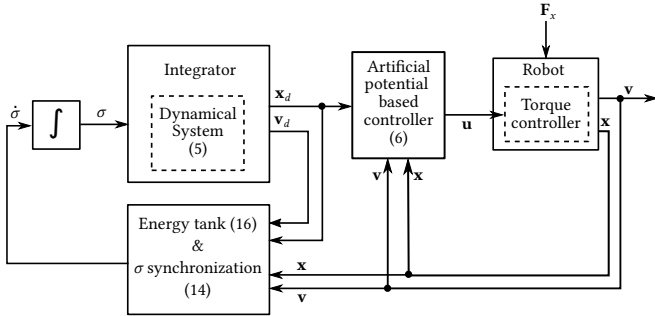 F_x
Integrator
Artificial
potential
based
controller
(6)
Robot
σ̇
∫
σ
Dynamical
System
(5)
x_d
v_d
u
Torque
controller
v
x
v
x
Energy tank (16)
&
σ synchronization
(14)
x
v